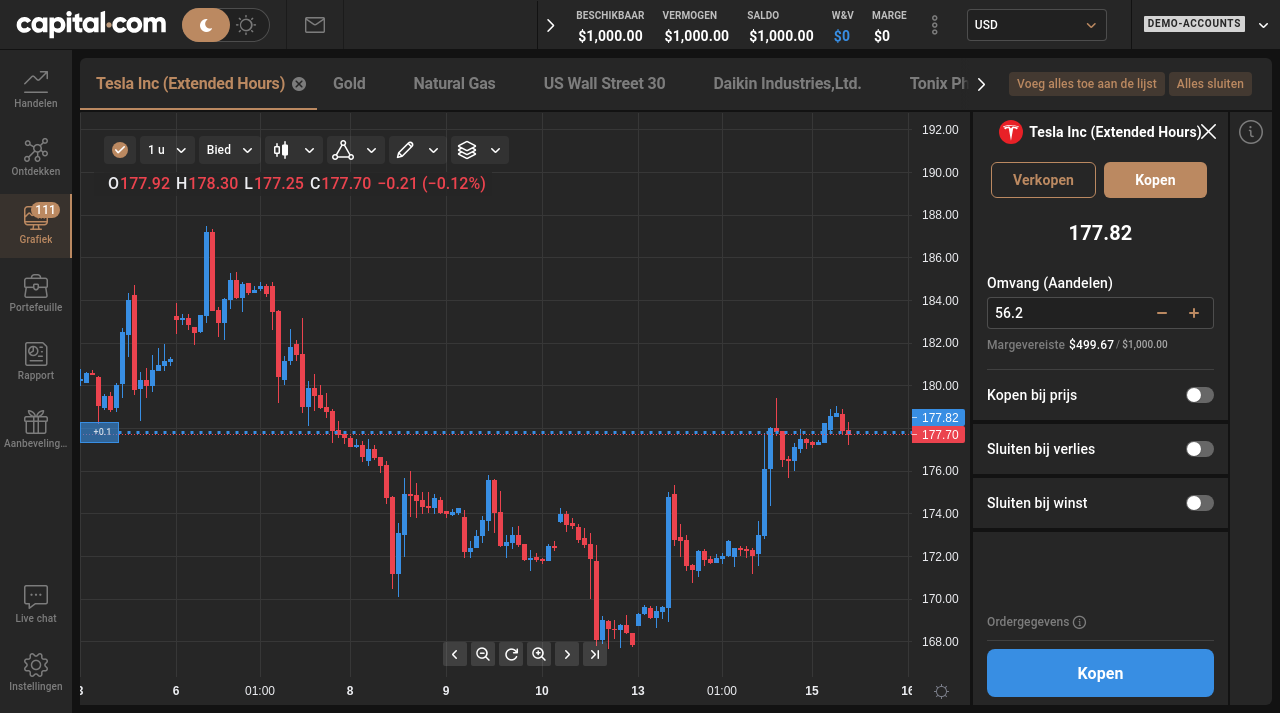 capital.com
BESCHIKBAAR VERMOGEN SALDO W&V MARGE
$1,000.00 $1,000.00 $1,000.00 $0 $0
USD
DEMO-ACCOUNTS
Tesla Inc (Extended Hours) Gold Natural Gas US Wall Street 30 Daikin Industries,Ltd. Tonix Ph
Voeg alles toe aan de lijst Alles sluiten
Handelen
Ontdekken
111
Grafiek
Portefeuille
Rapport
Aanbeveling...
Live chat
Instellingen
1 u Bied
O177.92 H178.30 L177.25 C177.70 −0.21 (−0.12%)
+0.1
192.00
190.00
188.00
186.00
184.00
182.00
180.00
177.82
177.70
176.00
174.00
172.00
170.00
168.00
3 6 01:00 8 9 10 13 01:00 15 16
Tesla Inc (Extended Hours)
Verkopen Kopen
177.82
Omvang (Aandelen)
56.2
Margevereiste $499.67 / $1,000.00
Kopen bij prijs
Sluiten bij verlies
Sluiten bij winst
Ordergegevens
Kopen